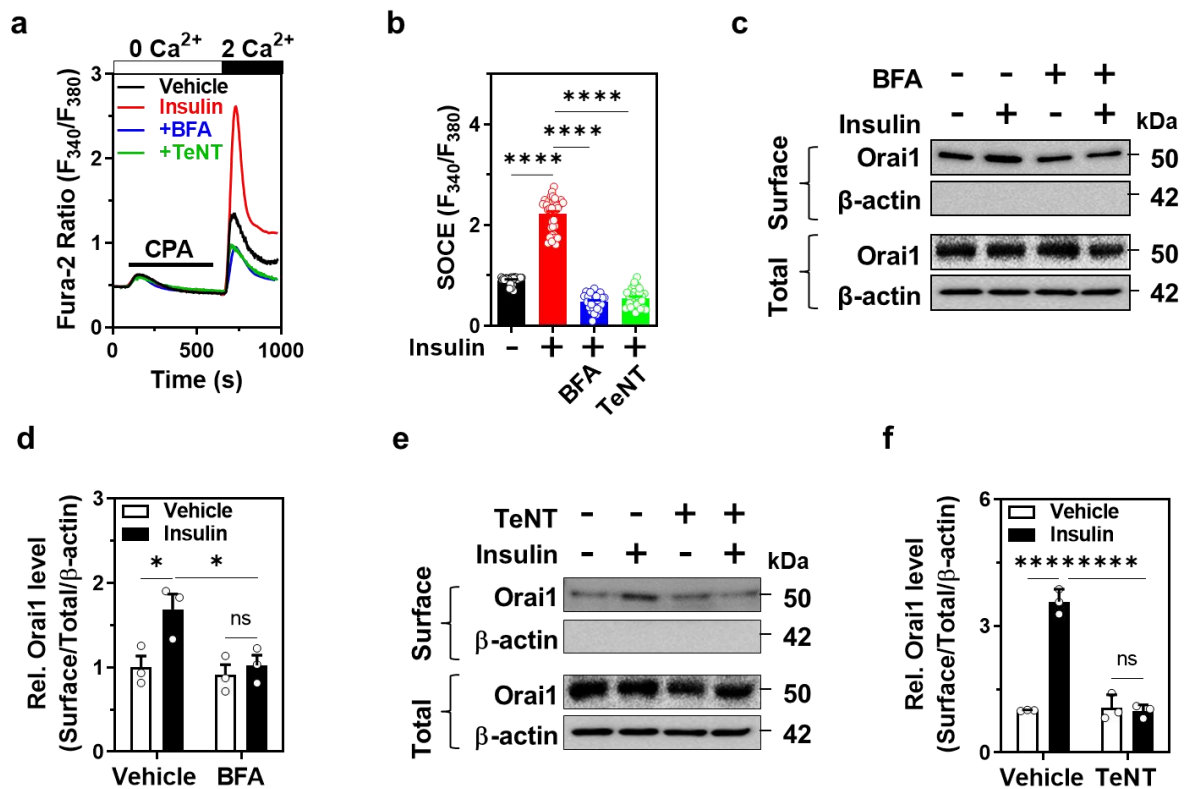 a
0 Ca²⁺ 2 Ca²⁺
3
2
1
0
Vehicle
Insulin
+BFA
+TeNT
CPA
Fura-2 Ratio (F₃₄₀/F₃₈₀)
0 500 1000
Time (s)
b
4
2
0
SOCE (F₃₄₀/F₃₈₀)
****
****
****
Insulin - + + +
BFA
TeNT
c
BFA - - + +
Insulin - + - +
kDa
Surface
Orai1 50
β-actin 42
Total
Orai1 50
β-actin 42
d
3
2
1
0
Rel. Orai1 level
(Surface/Total/β-actin)
Vehicle
Insulin
* *
ns
Vehicle BFA
e
TeNT - - + +
Insulin - + - +
kDa
Surface
Orai1 50
β-actin 42
Total
Orai1 50
β-actin 42
f
6
3
0
Rel. Orai1 level
(Surface/Total/β-actin)
Vehicle
Insulin
********
ns
Vehicle TeNT